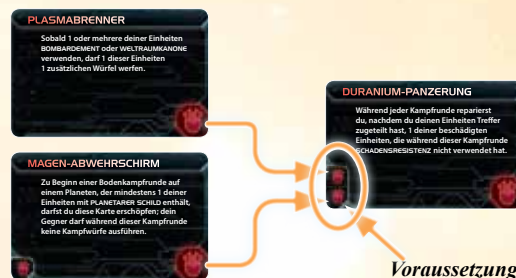 PLASMABRENNER
Sobald 1 oder mehrere deiner Einheiten
BOMBARDEMENT oder WELTRAUMKANONE
verwenden, darf 1 dieser Einheiten
1 zusätzlichen Würfel werfen.
MAGEN-ABWEHRSCHIRM
Zu Beginn einer Bodenkampfrunde auf
einem Planeten, der mindestens 1 deiner
Einheiten mit PLANETARER SCHILD enthält,
darfst du diese Karte erschöpfen; dein
Gegner darf während dieser Kampfrunde
keine Kampfwürfe ausführen.
DURANIUM-PANZERUNG
Während jeder Kampfrunde reparierst
du, nachdem du deinen Einheiten Treffer
zugeteilt hast, 1 deiner beschädigten
Einheiten, die während dieser Kampfrunde
SCHADENSRESISTENZ nicht verwendet hat.
Voraussetzung